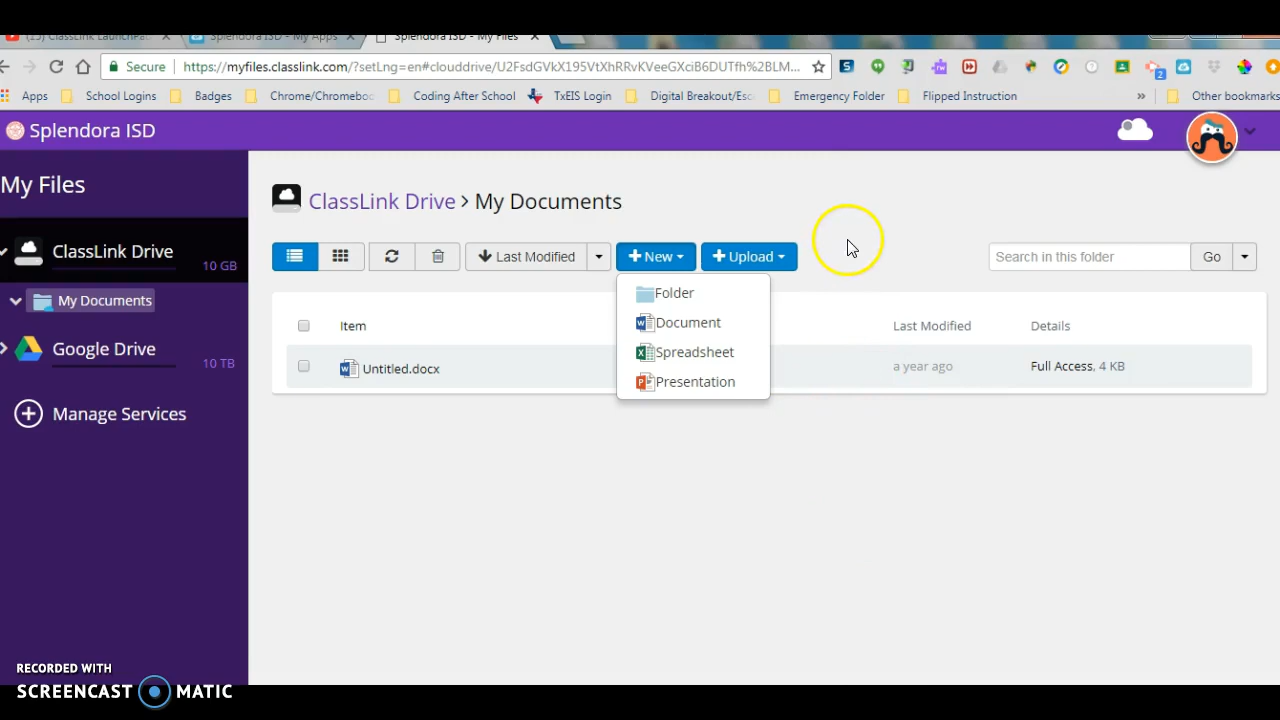 (15) ClassLink LaunchPa
Splendora ISD - My Apps
Splendora ISD - My Files
Secure https://myfiles.classlink.com/?setLng=en#clouddrive/U2FsdGVkX195VtXhRRvKVeeGXCiB6DUTfh%2BLM...
Apps School Logins Badges Chrome/Chromeboo Coding After School TxEIS Login Digital Breakout/Esc Emergency Folder Flipped Instruction » Other bookmarks
2
Splendora ISD
My Files
ClassLink Drive
10 GB
My Documents
Google Drive
10 TB
Manage Services
ClassLink Drive > My Documents
Last Modified
New
Upload
Search in this folder
Go
Folder
Document
Spreadsheet
Presentation
Item Last Modified Details
Untitled.docx a year ago Full Access, 4 KB
RECORDED WITH
SCREENCAST MATIC